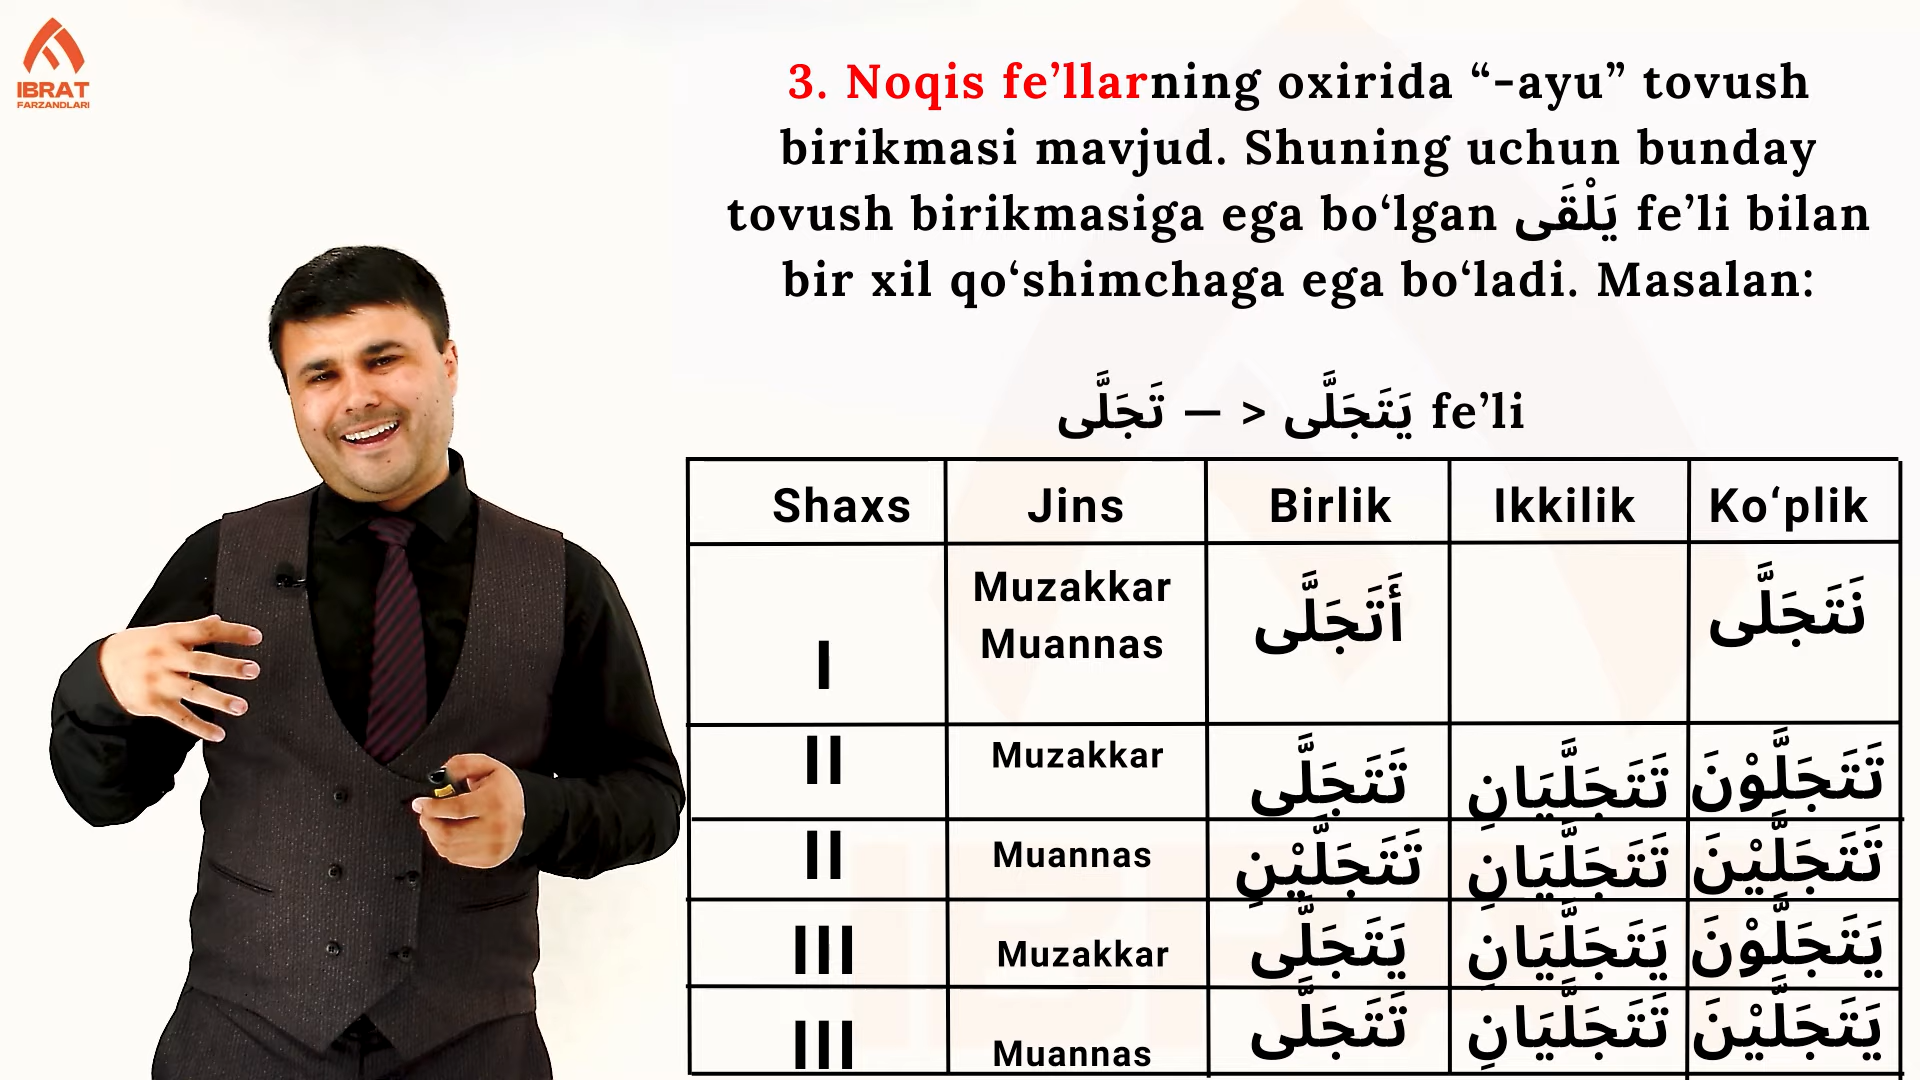 IBRAT
FARZANDLARI
3. Noqis fe’llarning oxirida “-ayu” tovush
birikmasi mavjud. Shuning uchun bunday
tovush birikmasiga ega bo‘lgan يَلْقَى fe’li bilan
bir xil qo‘shimchaga ega bo‘ladi. Masalan:
تَجَلَّى — > يَتَجَلَّى fe’li
Shaxs Jins Birlik Ikkilik Ko‘plik
I Muzakkar Muannas أَتَجَلَّى نَتَجَلَّى
II Muzakkar تَتَجَلَّى تَتَجَلَّيَانِ تَتَجَلَّوْنَ
II Muannas تَتَجَلَّيْنِ تَتَجَلَّيَانِ تَتَجَلَّيْنَ
III Muzakkar يَتَجَلَّى يَتَجَلَّيَانِ يَتَجَلَّوْنَ
III Muannas تَتَجَلَّى تَتَجَلَّيَانِ يَتَجَلَّيْنَ